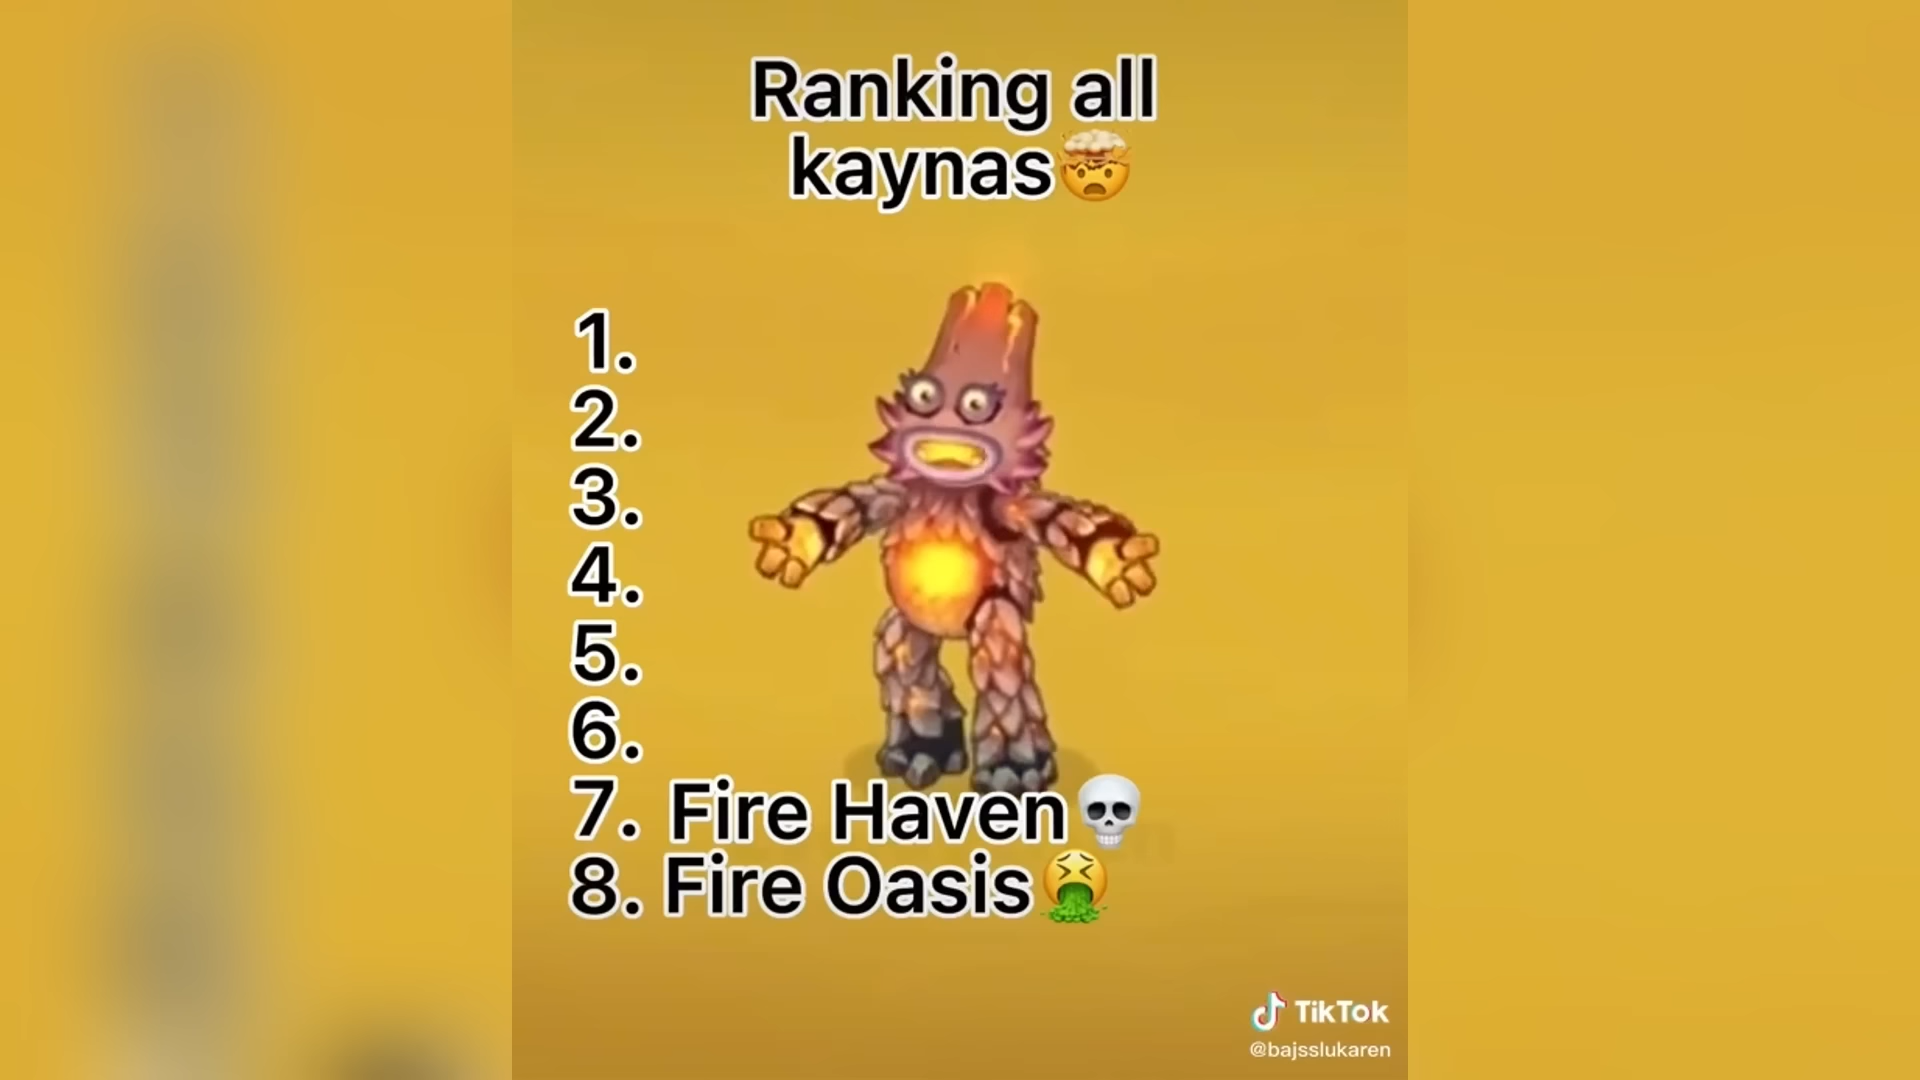 Ranking all
kaynas🤯
1.
2.
3.
4.
5.
6.
7. Fire Haven💀
8. Fire Oasis🤮
TikTok
@bajsslukaren